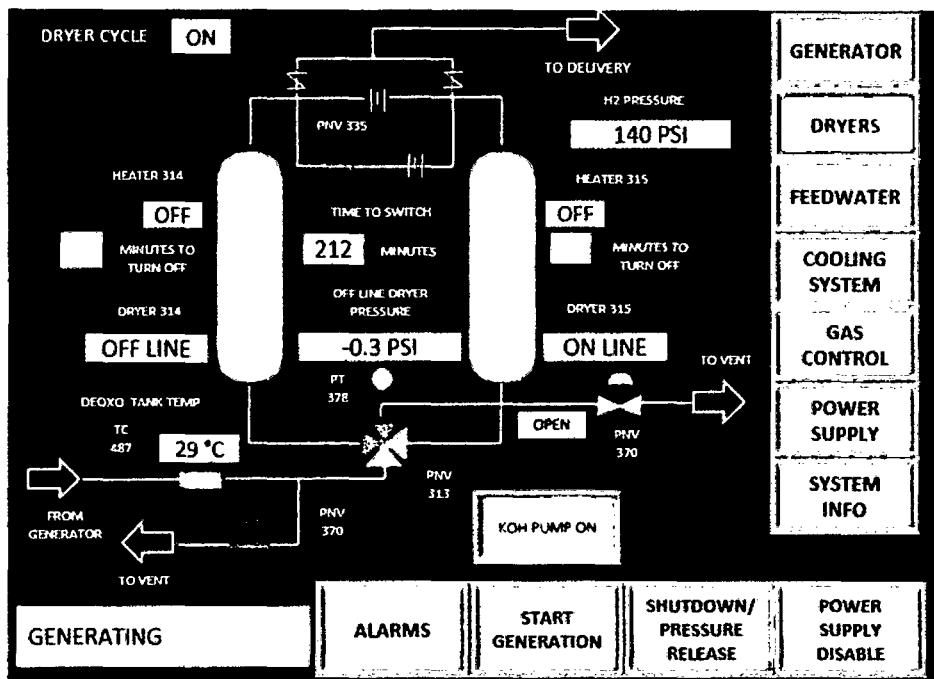 DRYER CYCLE ON
TO DELIVERY
H2 PRESSURE
140 PSI
PNV 335
HEATER 314
OFF
MINUTES TO
TURN OFF
DRYER 314
OFF LINE
TIME TO SWITCH
212 MINUTES
OFF LINE DRYER
PRESSURE
-0.3 PSI
PT
378
HEATER 315
OFF
MINUTES TO
TURN OFF
DRYER 315
ON LINE
TO VENT
OPEN
PNV
370
DEOXO TANK TEMP
TC
487
29 °C
FROM
GENERATOR
TO VENT
PNV
370
PNV
313
KOH PUMP ON
GENERATOR
DRYERS
FEEDWATER
COOLING
SYSTEM
GAS
CONTROL
POWER
SUPPLY
SYSTEM
INFO
GENERATING
ALARMS
START
GENERATION
SHUTDOWN/
PRESSURE
RELEASE
POWER
SUPPLY
DISABLE